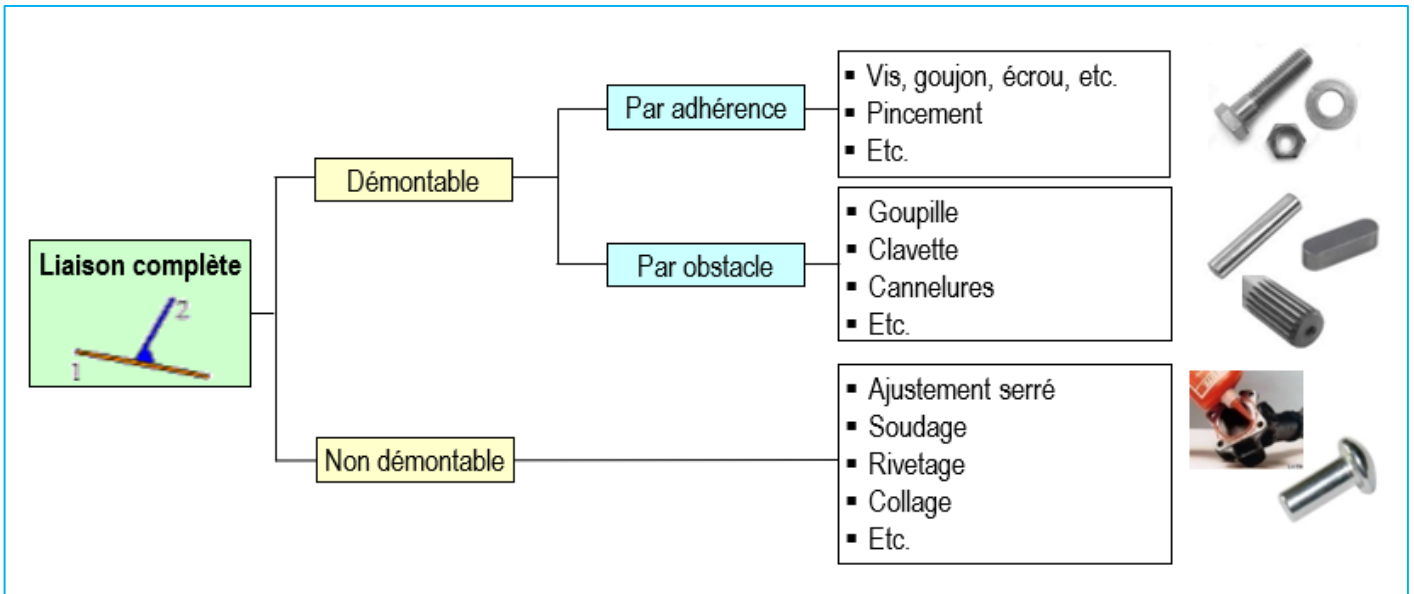 Liaison complète
2
1
Démontable
Non démontable
Par adhérence
Par obstacle
▪ Vis, goujon, écrou, etc.
▪ Pincement
▪ Etc.
▪ Goupille
▪ Clavette
▪ Cannelures
▪ Etc.
▪ Ajustement serré
▪ Soudage
▪ Rivetage
▪ Collage
▪ Etc.